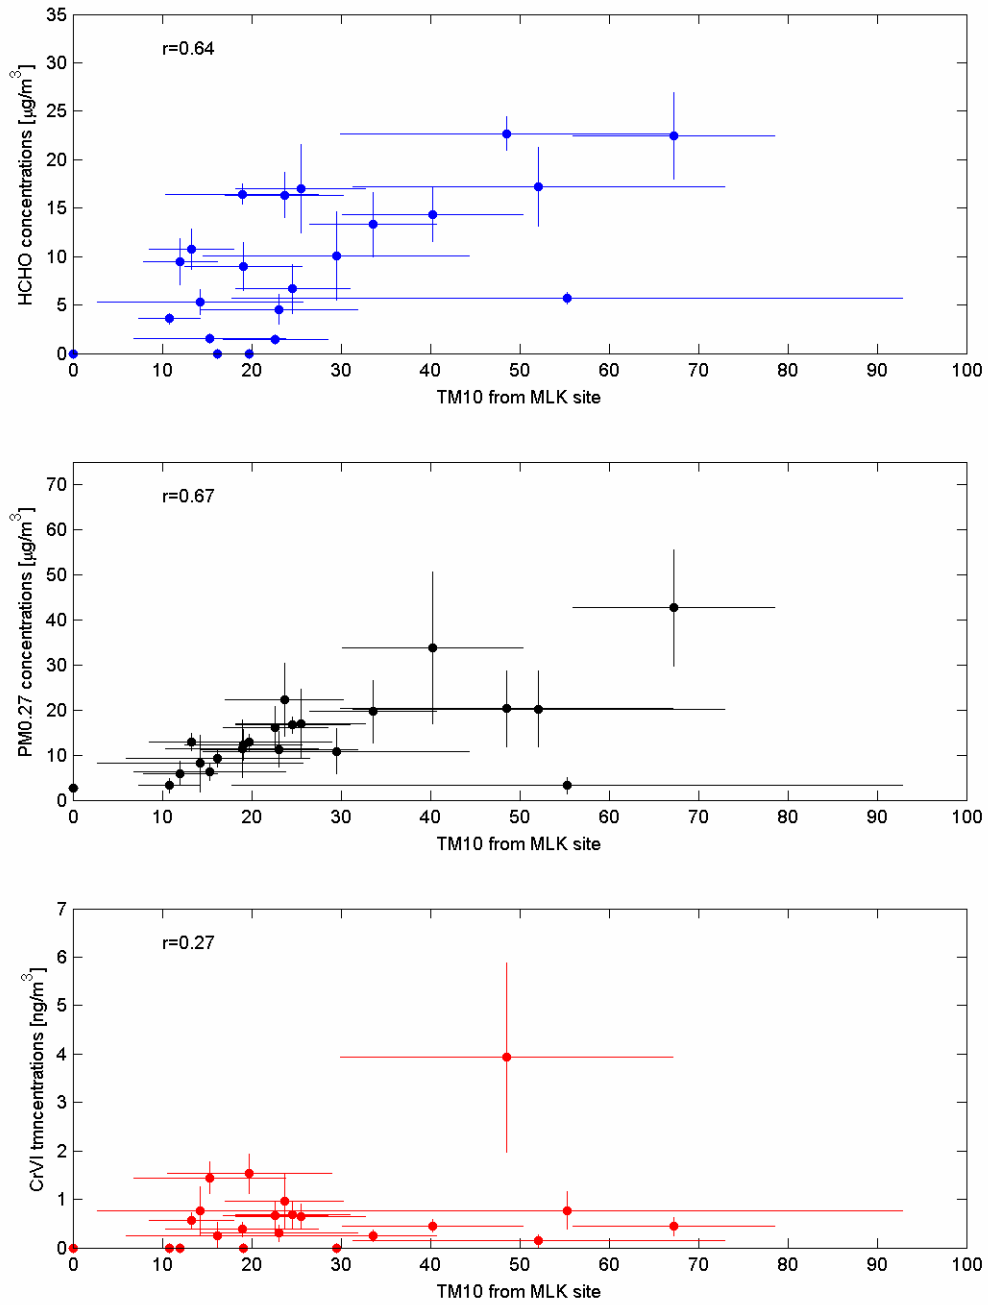 35
30
25
20
15
10
5
0
HCHO concentrations [μg/m³]
r=0.64
0 10 20 30 40 50 60 70 80 90 100
TM10 from MLK site
70
60
50
40
30
20
10
0
PM0.27 concentrations [μg/m³]
r=0.67
0 10 20 30 40 50 60 70 80 90 100
TM10 from MLK site
7
6
5
4
3
2
1
0
CrVI tmncentrations [ng/m³]
r=0.27
0 10 20 30 40 50 60 70 80 90 100
TM10 from MLK site